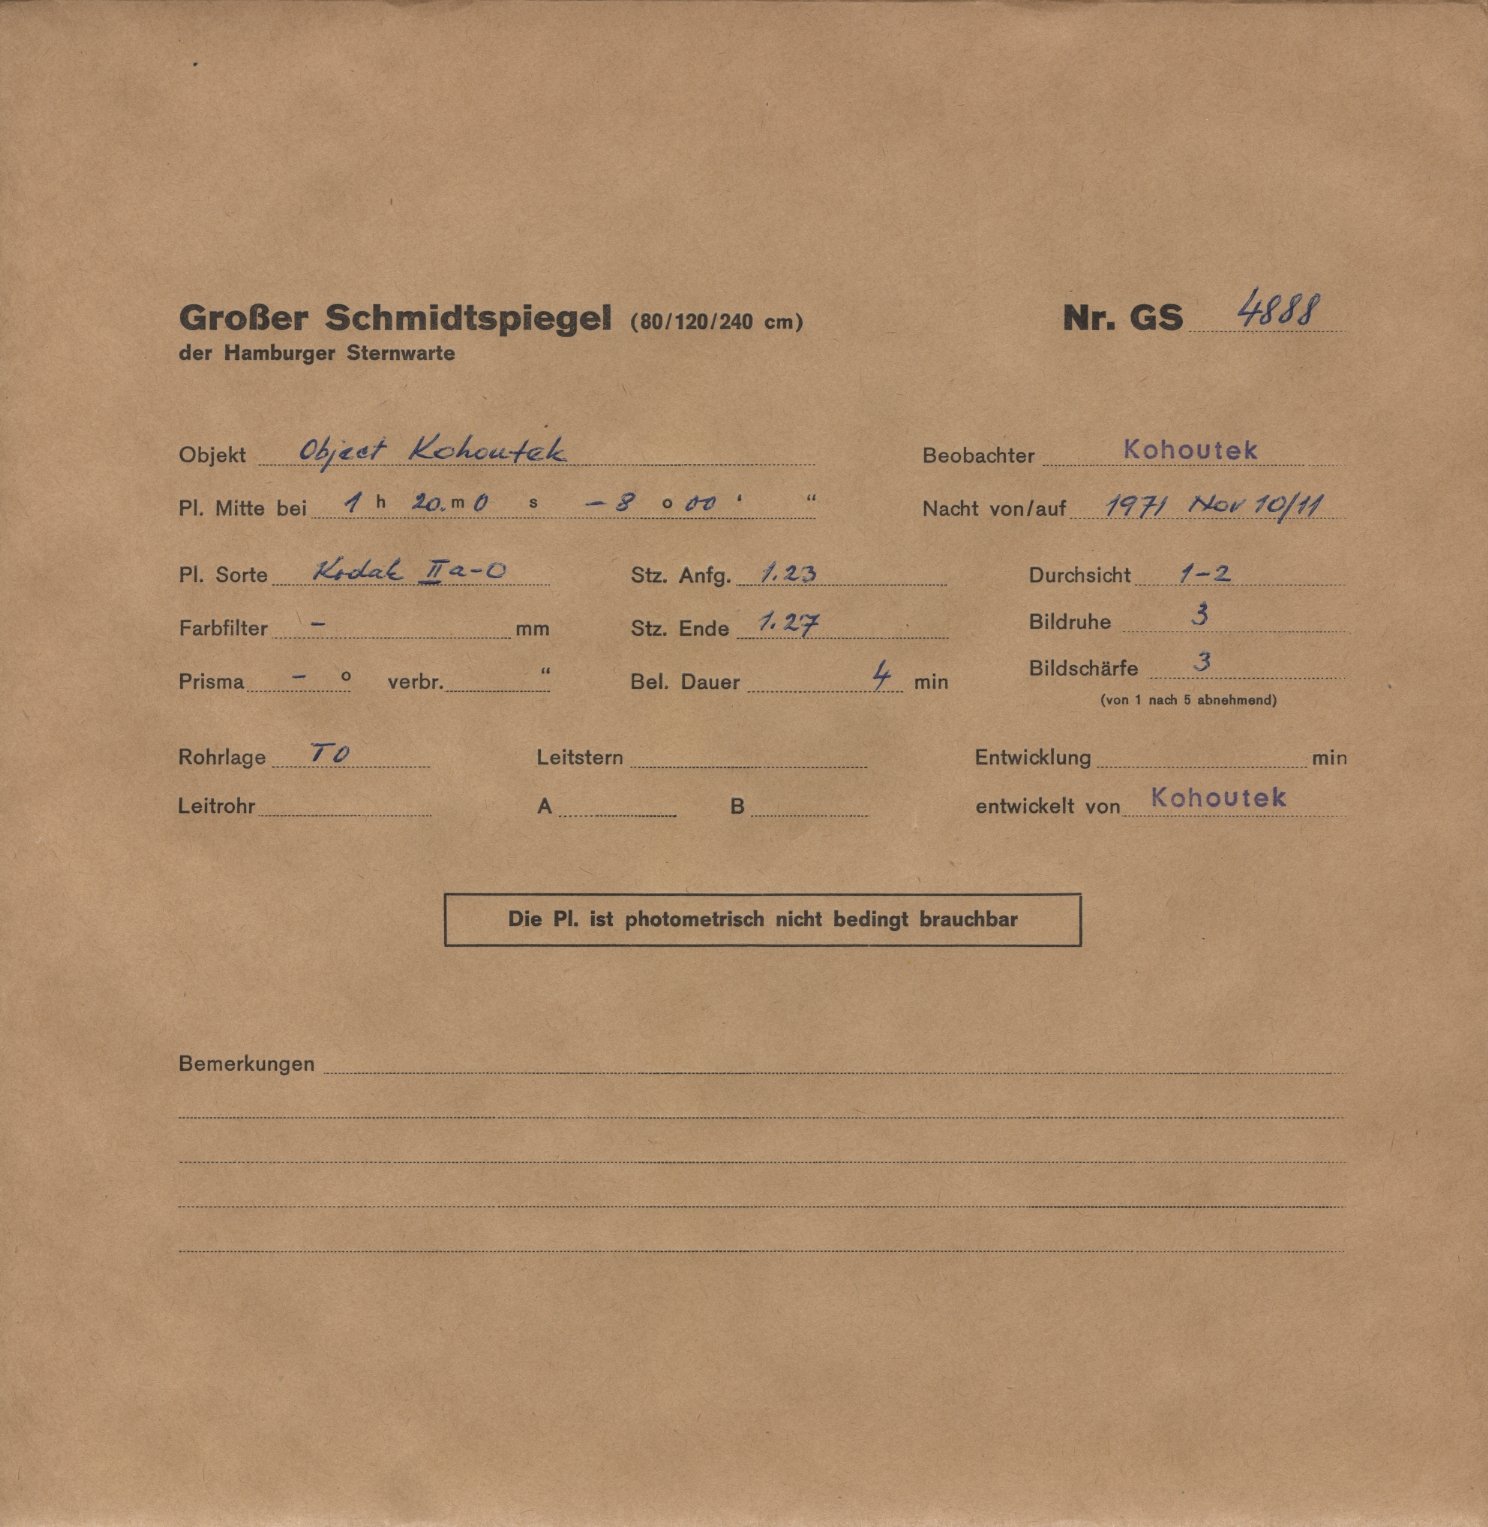 Großer Schmidtspiegel (80/120/240 cm) Nr. GS 4888
der Hamburger Sternwarte
Objekt Object Kohoutek Beobachter Kohoutek
Pl. Mitte bei 1 h 20. m 0 s – 8 o 00 ' “ Nacht von/auf 1971 Nov 10/11
Pl. Sorte Kodak IIa-O Stz. Anfg. 1.23 Durchsicht 1-2
Farbfilter – mm Stz. Ende 1.27 Bildruhe 3
Prisma – o verbr. “ Bel. Dauer 4 min Bildschärfe 3
(von 1 nach 5 abnehmend)
Rohrlage T0 Leitstern Entwicklung min
Leitrohr A B entwickelt von Kohoutek
Die Pl. ist photometrisch nicht bedingt brauchbar
Bemerkungen